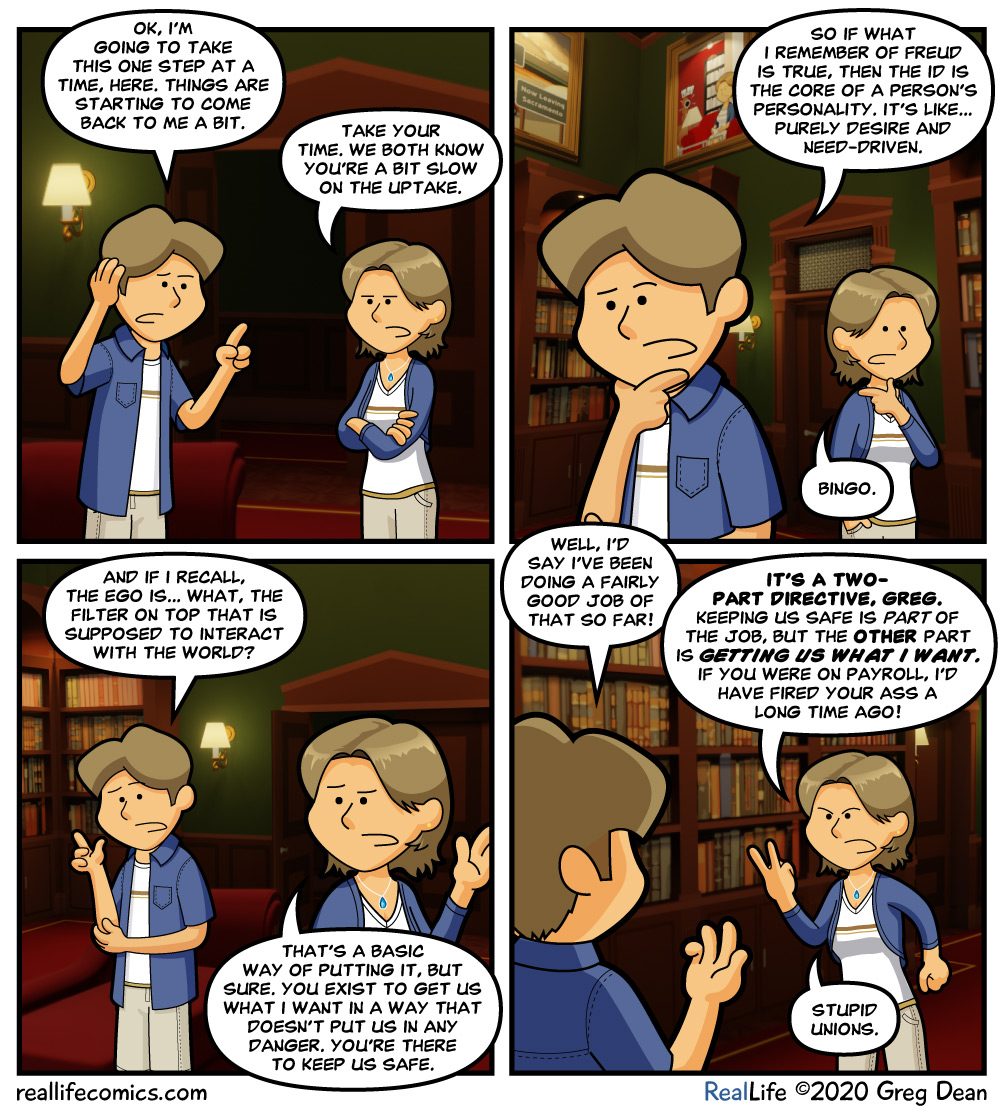 OK, I'M
GOING TO TAKE
THIS ONE STEP AT A
TIME, HERE. THINGS ARE
STARTING TO COME
BACK TO ME A BIT.
TAKE YOUR
TIME. WE BOTH KNOW
YOU'RE A BIT SLOW
ON THE UPTAKE.
Now Leaving
Sacramento
SO IF WHAT
I REMEMBER OF FREUD
IS TRUE, THEN THE ID IS
THE CORE OF A PERSON'S
PERSONALITY. IT'S LIKE...
PURELY DESIRE AND
NEED-DRIVEN.
BINGO.
AND IF I RECALL,
THE EGO IS... WHAT, THE
FILTER ON TOP THAT IS
SUPPOSED TO INTERACT
WITH THE WORLD?
THAT'S A BASIC
WAY OF PUTTING IT, BUT
SURE. YOU EXIST TO GET US
WHAT I WANT IN A WAY THAT
DOESN'T PUT US IN ANY
DANGER. YOU'RE THERE
TO KEEP US SAFE.
WELL, I'D
SAY I'VE BEEN
DOING A FAIRLY
GOOD JOB OF
THAT SO FAR!
IT'S A TWO-
PART DIRECTIVE, GREG.
KEEPING US SAFE IS PART OF
THE JOB, BUT THE OTHER PART
IS GETTING US WHAT I WANT.
IF YOU WERE ON PAYROLL, I'D
HAVE FIRED YOUR ASS A
LONG TIME AGO!
STUPID
UNIONS.
reallifecomics.com
RealLife ©2020 Greg Dean